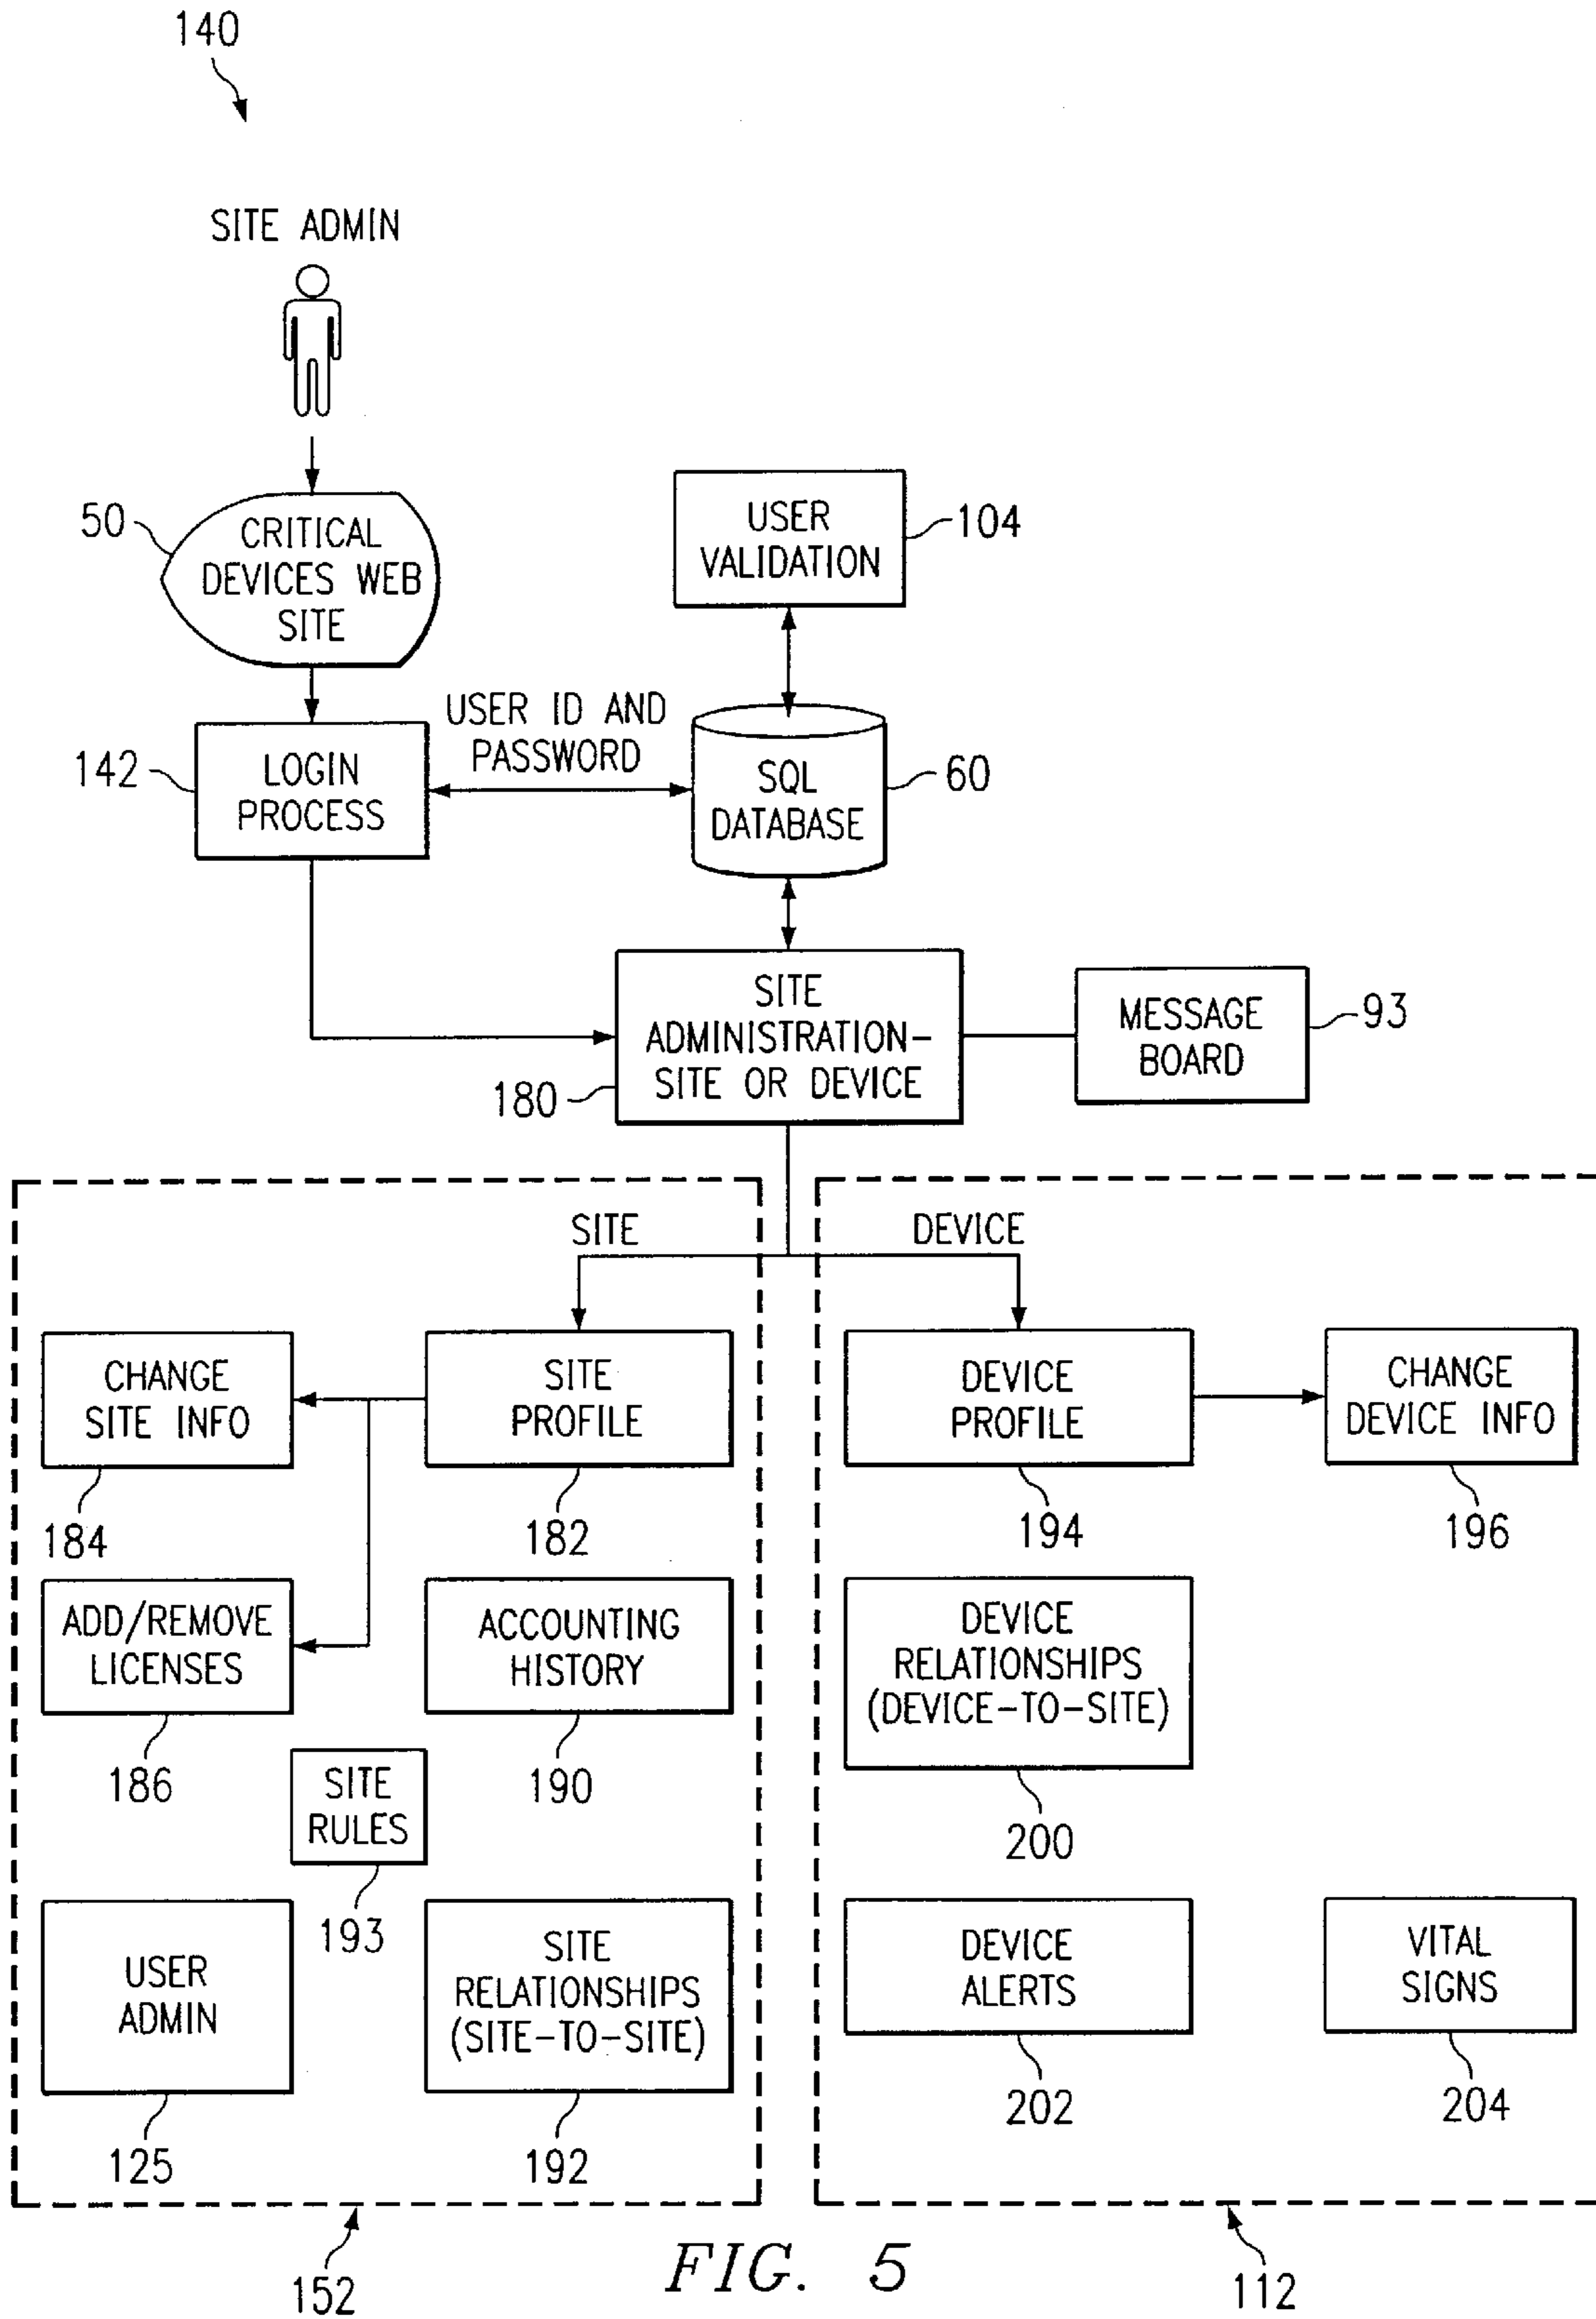 140
SITE ADMIN
50
CRITICAL
DEVICES WEB
SITE
USER
VALIDATION
104
142
LOGIN
PROCESS
USER ID AND
PASSWORD
SQL
DATABASE
60
SITE
ADMINISTRATION-
SITE OR DEVICE
180
MESSAGE
BOARD
93
SITE
DEVICE
CHANGE
SITE INFO
184
SITE
PROFILE
182
DEVICE
PROFILE
194
CHANGE
DEVICE INFO
196
ADD/REMOVE
LICENSES
186
ACCOUNTING
HISTORY
190
DEVICE
RELATIONSHIPS
(DEVICE-TO-SITE)
200
SITE
RULES
193
USER
ADMIN
125
SITE
RELATIONSHIPS
(SITE-TO-SITE)
192
DEVICE
ALERTS
202
VITAL
SIGNS
204
152
FIG. 5
112